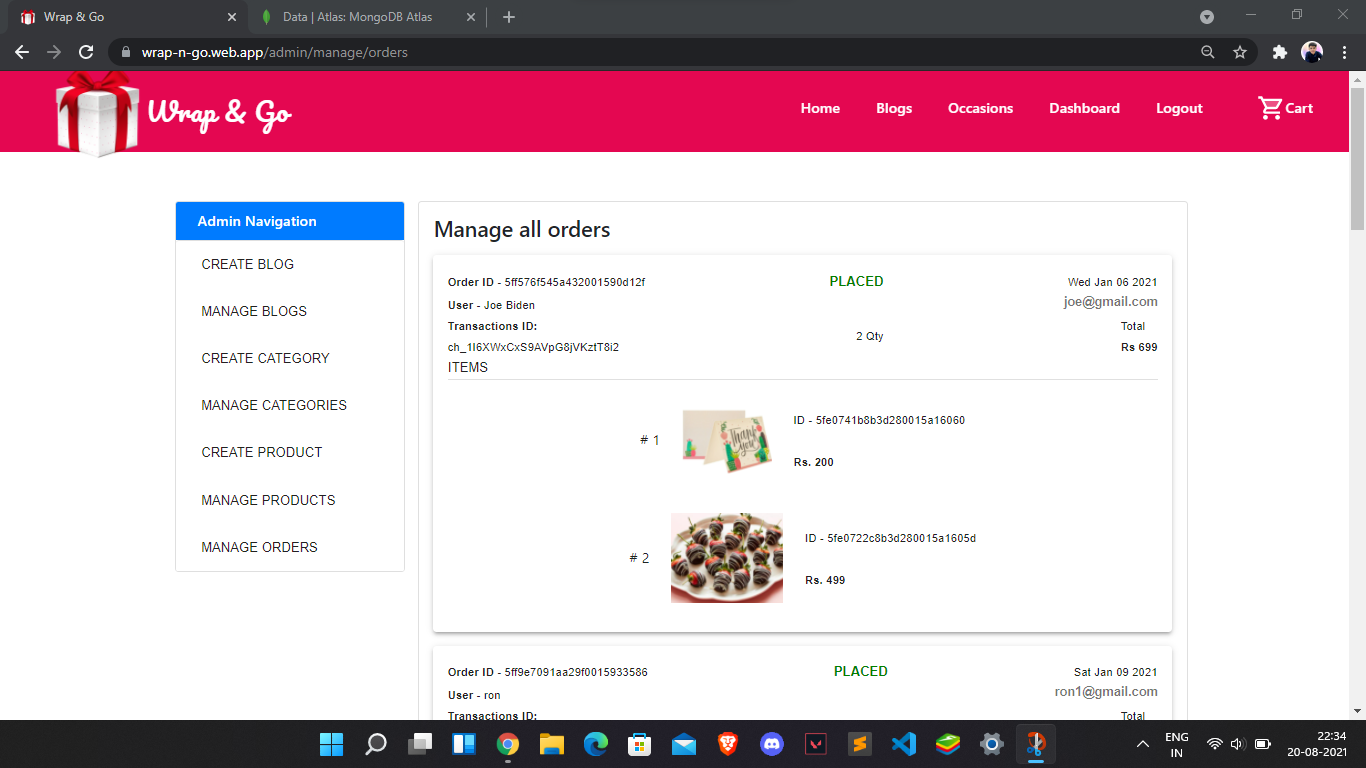 Wrap & Go
Data | Atlas: MongoDB Atlas
wrap-n-go.web.app/admin/manage/orders
Wrap & Go
Home Blogs Occasions Dashboard Logout Cart
Admin Navigation
CREATE BLOG
MANAGE BLOGS
CREATE CATEGORY
MANAGE CATEGORIES
CREATE PRODUCT
MANAGE PRODUCTS
MANAGE ORDERS
Manage all orders
Order ID - 5ff576f545a432001590d12f PLACED Wed Jan 06 2021
User - Joe Biden joe@gmail.com
Transactions ID: 2 Qty Total
ch_1I6XWxCxS9AVpG8jVKztT8i2 Rs 699
ITEMS
# 1
Thank
you
ID - 5fe0741b8b3d280015a16060
Rs. 200
# 2
ID - 5fe0722c8b3d280015a1605d
Rs. 499
Order ID - 5ff9e7091aa29f0015933586 PLACED Sat Jan 09 2021
User - ron ron1@gmail.com
Transactions ID: Total
ENG
IN
22:34
20-08-2021